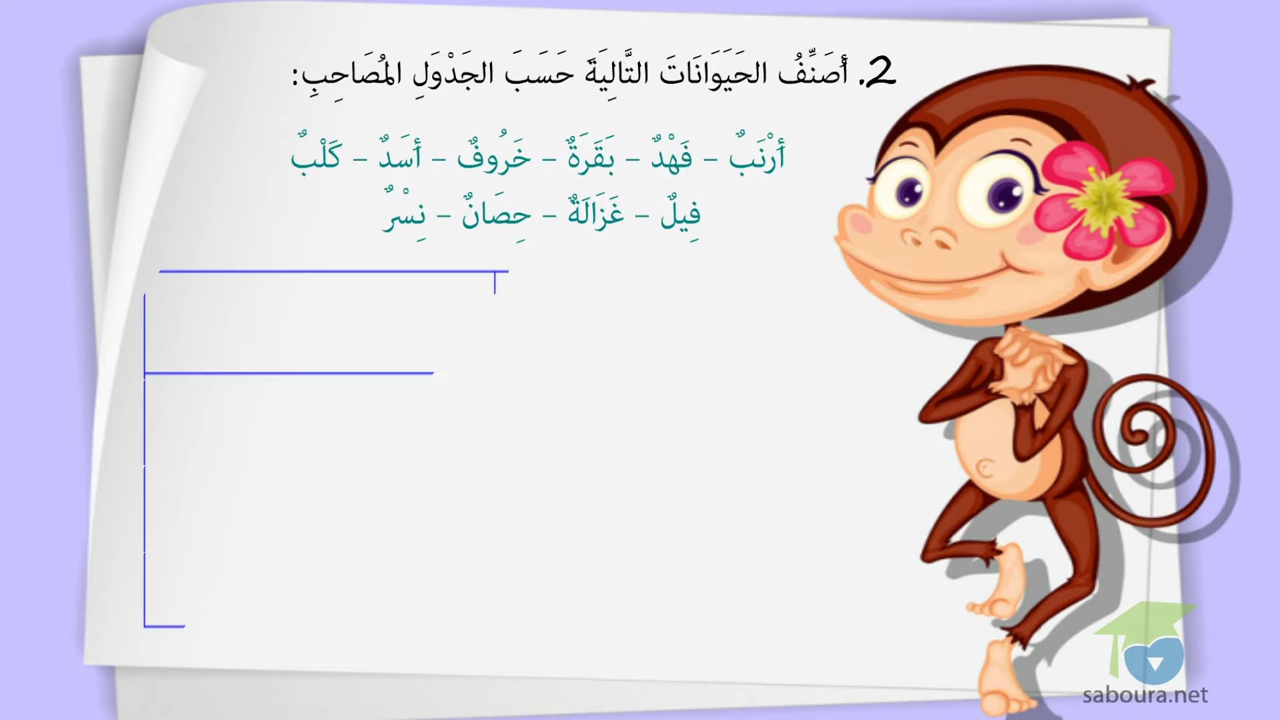 2. أُصَنِّفُ الحَيَوَانَاتَ التَّالِيَةَ حَسَبَ الجَدْوَلِ المُصَاحِبِ:
أَرْنَبٌ – فَهْدٌ – بَقَرَةٌ – خَرُوفٌ – أَسَدٌ – كَلْبٌ
فِيلٌ – غَزَالَةٌ – حِصَانٌ – نِسْرٌ
saboura.net